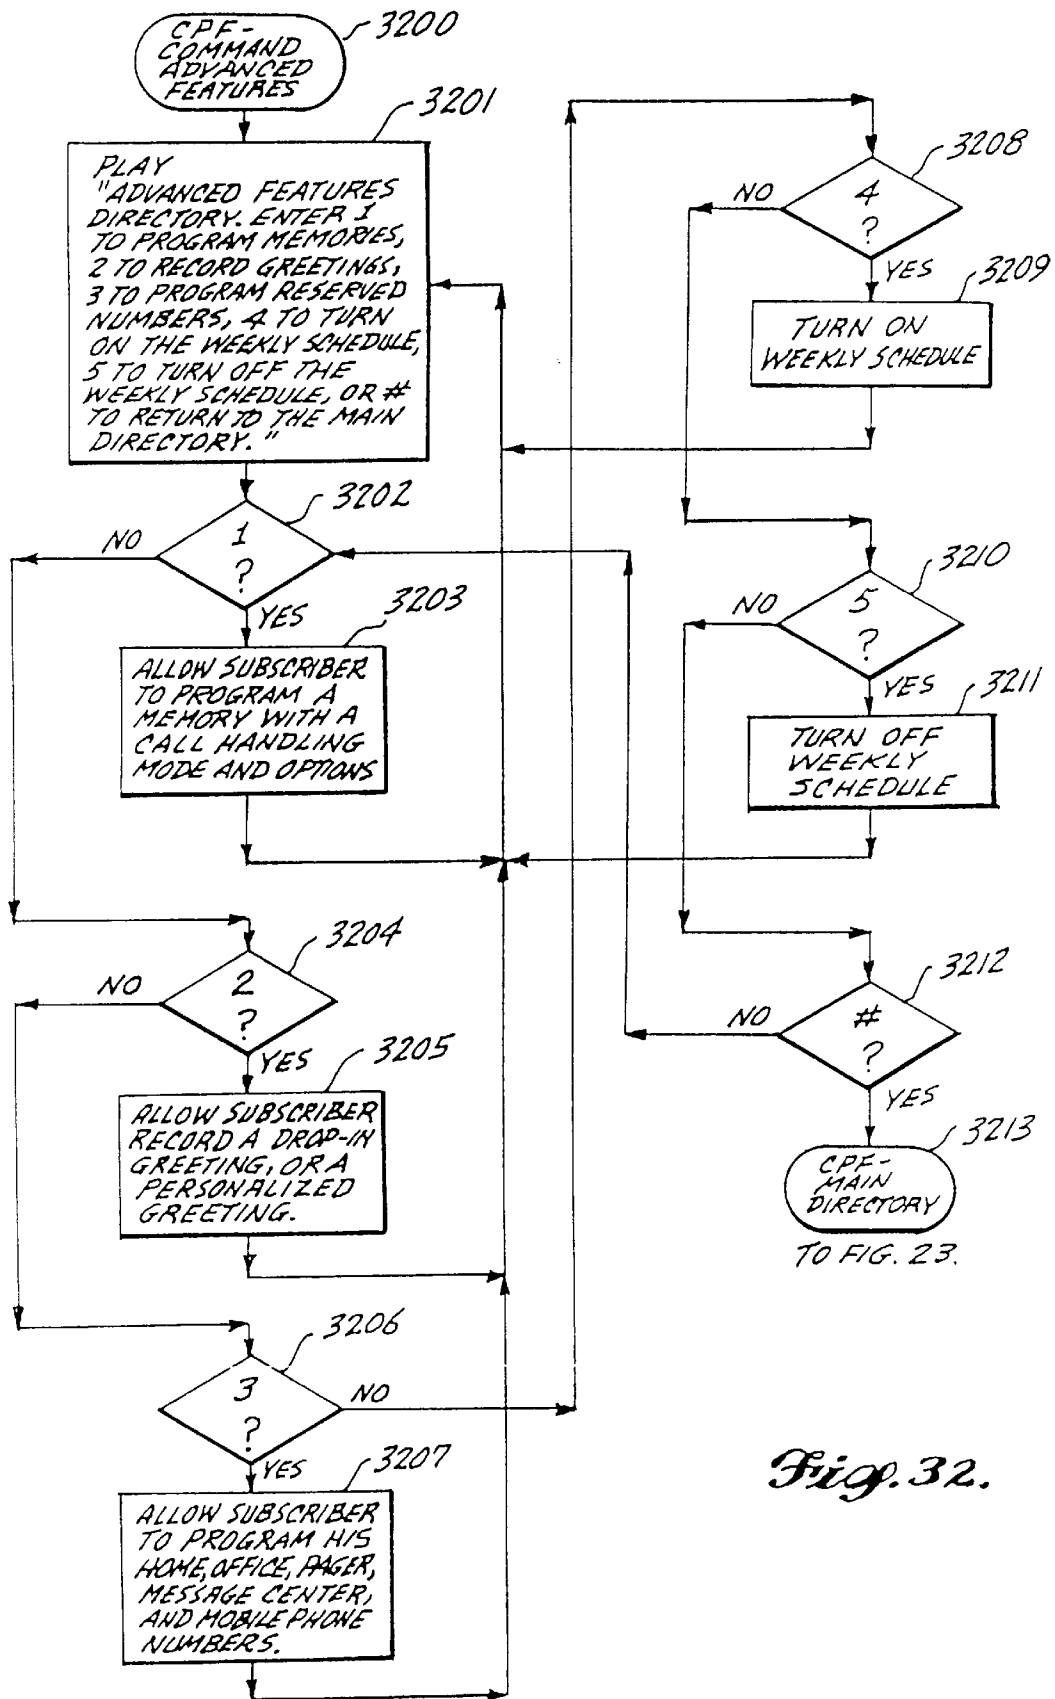 CPF-
COMMAND
ADVANCED
FEATURES
3200
3201
PLAY
"ADVANCED FEATURES
DIRECTORY. ENTER 1
TO PROGRAM MEMORIES,
2 TO RECORD GREETINGS,
3 TO PROGRAM RESERVED
NUMBERS, 4 TO TURN
ON THE WEEKLY SCHEDULE,
5 TO TURN OFF THE
WEEKLY SCHEDULE, OR #
TO RETURN TO THE MAIN
DIRECTORY."
3202
1
?
NO
YES
3203
ALLOW SUBSCRIBER
TO PROGRAM A
MEMORY WITH A
CALL HANDLING
MODE AND OPTIONS
3204
2
?
NO
YES
3205
ALLOW SUBSCRIBER
RECORD A DROP-IN
GREETING, OR A
PERSONALIZED
GREETING.
3206
3
?
NO
YES
3207
ALLOW SUBSCRIBER
TO PROGRAM HIS
HOME, OFFICE, PAGER,
MESSAGE CENTER,
AND MOBILE PHONE
NUMBERS.
3208
4
?
NO
YES
3209
TURN ON
WEEKLY SCHEDULE
3210
5
?
NO
YES
3211
TURN OFF
WEEKLY
SCHEDULE
3212
#
?
NO
YES
3213
CPF-
MAIN
DIRECTORY
TO FIG. 23.
Fig. 32.